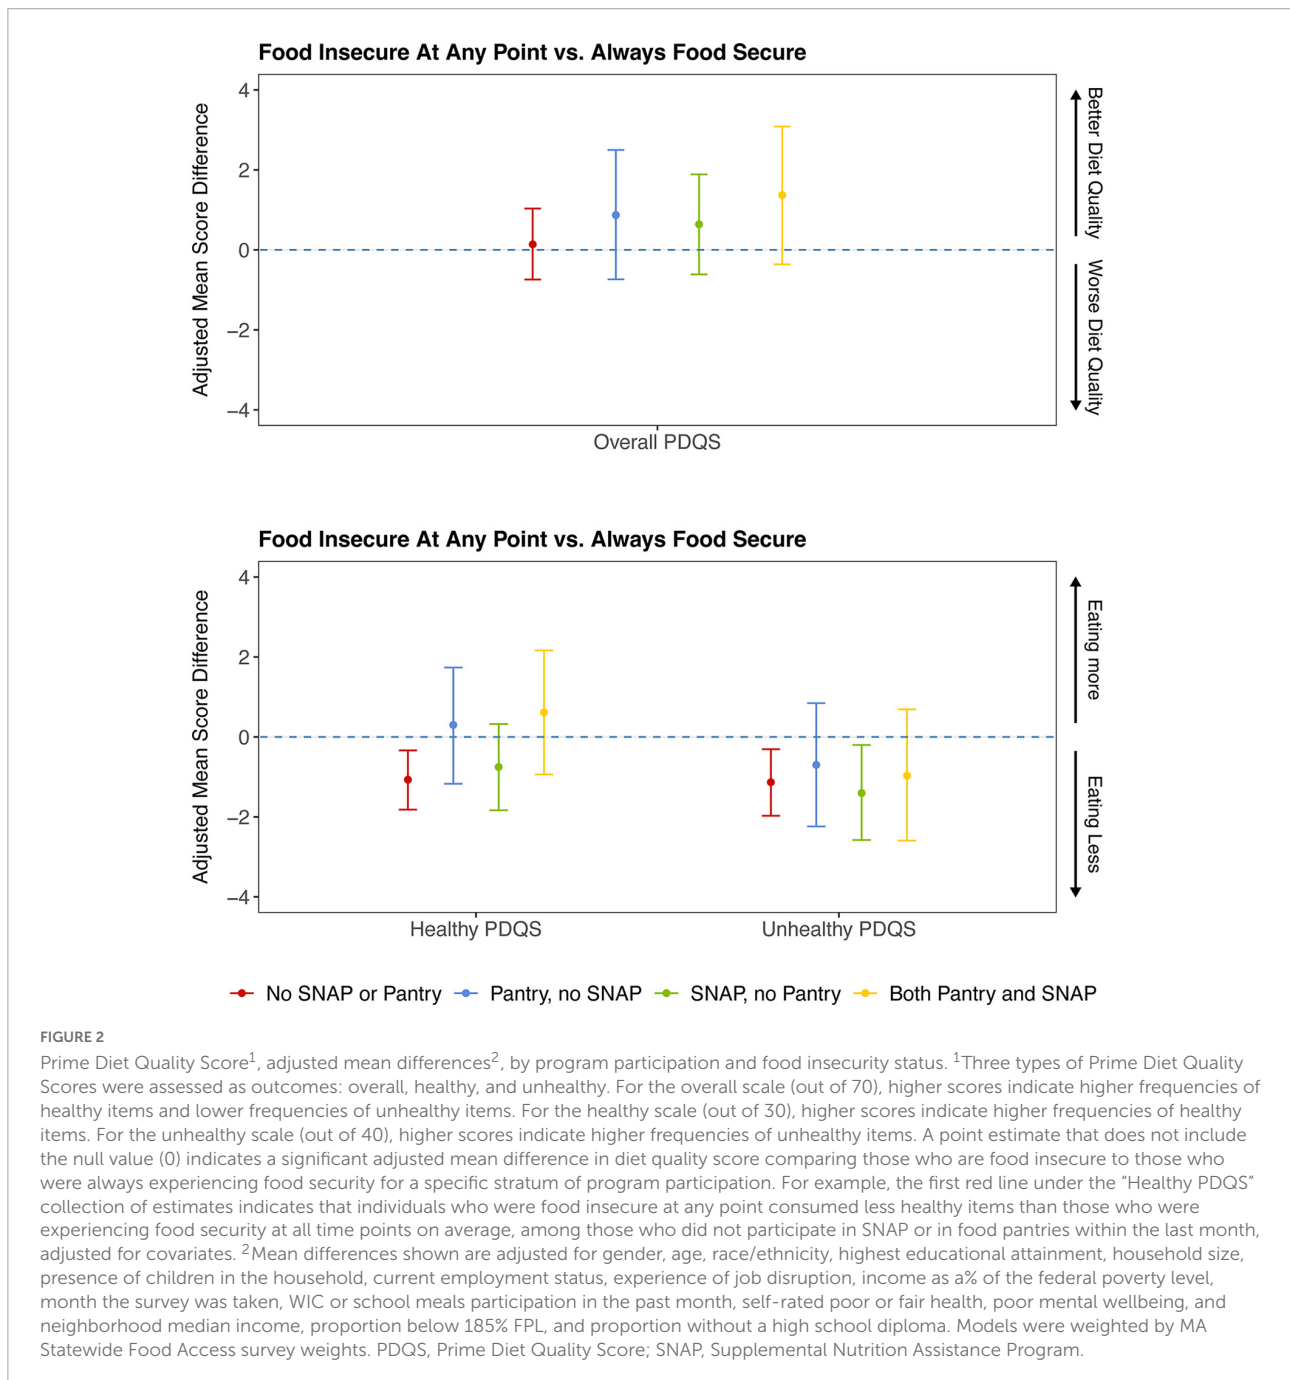 Food Insecure At Any Point vs. Always Food Secure
Adjusted Mean Score Difference
4
2
0
−2
−4
Overall PDQS
Better Diet Quality
Worse Diet Quality
Food Insecure At Any Point vs. Always Food Secure
Adjusted Mean Score Difference
4
2
0
−2
−4
Healthy PDQS
Unhealthy PDQS
Eating more
Eating Less
No SNAP or Pantry
Pantry, no SNAP
SNAP, no Pantry
Both Pantry and SNAP
FIGURE 2
Prime Diet Quality Score¹, adjusted mean differences², by program participation and food insecurity status. ¹Three types of Prime Diet Quality
Scores were assessed as outcomes: overall, healthy, and unhealthy. For the overall scale (out of 70), higher scores indicate higher frequencies of
healthy items and lower frequencies of unhealthy items. For the healthy scale (out of 30), higher scores indicate higher frequencies of healthy
items. For the unhealthy scale (out of 40), higher scores indicate higher frequencies of unhealthy items. A point estimate that does not include
the null value (0) indicates a significant adjusted mean difference in diet quality score comparing those who are food insecure to those who
were always experiencing food security for a specific stratum of program participation. For example, the first red line under the “Healthy PDQS”
collection of estimates indicates that individuals who were food insecure at any point consumed less healthy items than those who were
experiencing food security at all time points on average, among those who did not participate in SNAP or in food pantries within the last month,
adjusted for covariates. ²Mean differences shown are adjusted for gender, age, race/ethnicity, highest educational attainment, household size,
presence of children in the household, current employment status, experience of job disruption, income as a% of the federal poverty level,
month the survey was taken, WIC or school meals participation in the past month, self-rated poor or fair health, poor mental wellbeing, and
neighborhood median income, proportion below 185% FPL, and proportion without a high school diploma. Models were weighted by MA
Statewide Food Access survey weights. PDQS, Prime Diet Quality Score; SNAP, Supplemental Nutrition Assistance Program.